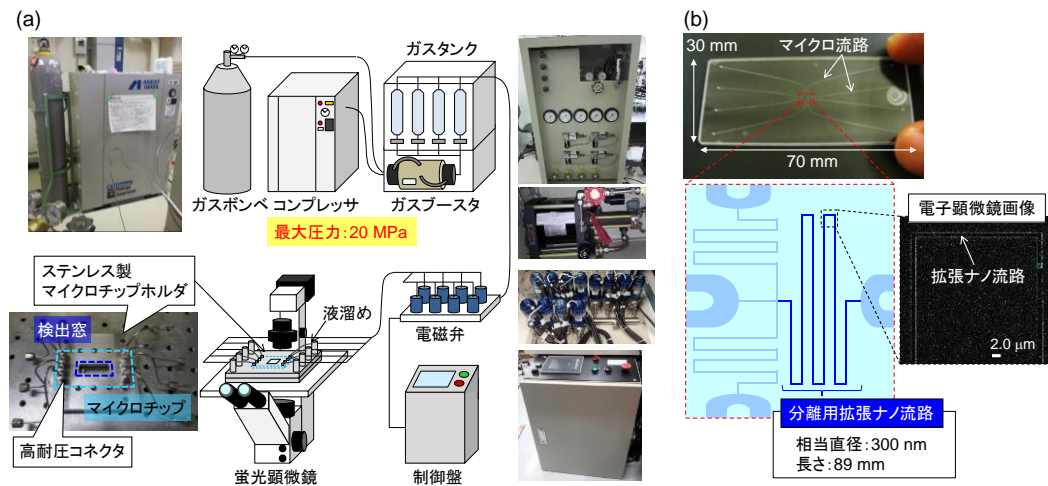 (a)
ガスタンク
ガスボンベ
コンプレッサ
ガスブースタ
最大圧力:20 MPa
ステンレス製
マイクロチップホルダ
液溜め
検出窓
マイクロチップ
高耐圧コネクタ
蛍光顕微鏡
電磁弁
制御盤
(b)
30 mm
マイクロ流路
70 mm
電子顕微鏡画像
拡張ナノ流路
2.0 μm
分離用拡張ナノ流路
相当直径:300 nm
長さ:89 mm